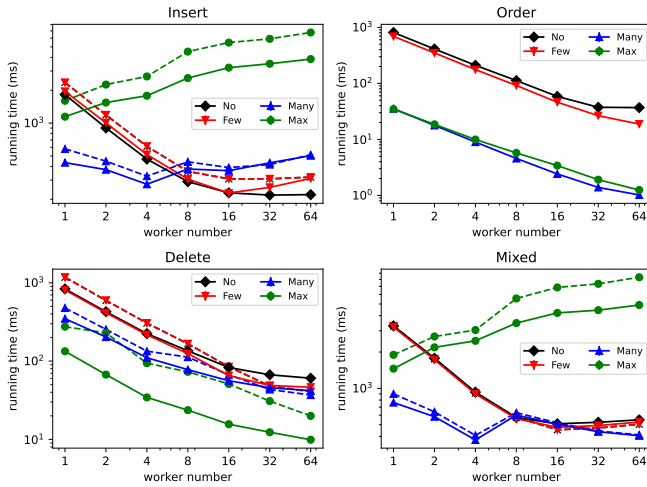 Insert
running time (ms)
10³
No
Few
Many
Max
1 2 4 8 16 32 64
worker number
Order
running time (ms)
10³
10²
10¹
10⁰
No
Few
Many
Max
1 2 4 8 16 32 64
worker number
Delete
running time (ms)
10³
10²
10¹
No
Few
Many
Max
1 2 4 8 16 32 64
worker number
Mixed
running time (ms)
10³
No
Few
Many
Max
1 2 4 8 16 32 64
worker number